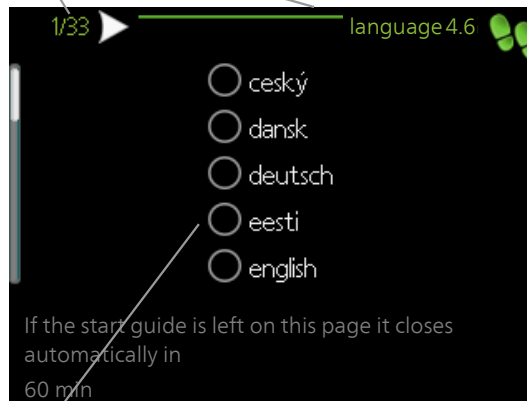 1/33
language 4.6
ceský
dansk
deutsch
eesti
english
If the start guide is left on this page it closes
automatically in
60 min